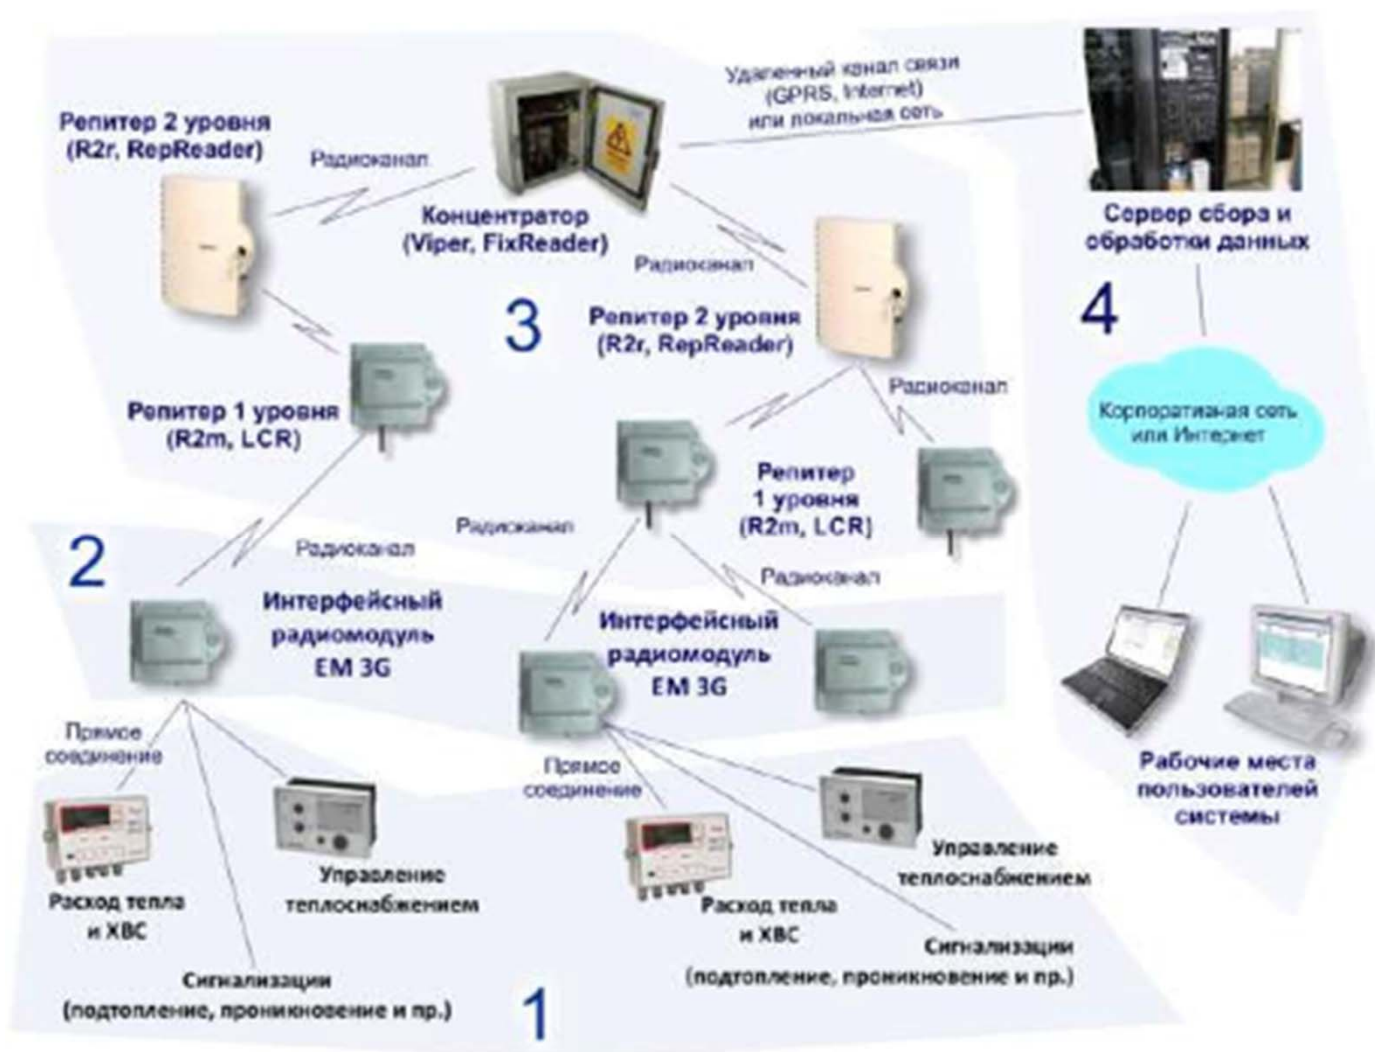 Удаленный канал связи
(GPRS, Internet)
или локальная сеть
Репитер 2 уровня
(R2r, RepReader)
Радиоканал
Концентратор
(Viper, FixReader)
Радиоканал
Сервер сбора и
обработки данных
3
Репитер 2 уровня
(R2r, RepReader)
4
Репитер 1 уровня
(R2m, LCR)
Радиоканал
Корпоративная сеть
или Интернет
Репитер
1 уровня
(R2m, LCR)
2
Радиоканал
Радиоканал
Радиоканал
Интерфейсный
радиомодуль
EM 3G
Интерфейсный
радиомодуль
EM 3G
Прямое
соединение
Прямое
соединение
Рабочие места
пользователей
системы
Расход тепла
и ХВС
Управление
теплоснабжением
Сигнализации
(подтопление, проникновение и пр.)
Расход тепла
и ХВС
Управление
теплоснабжением
Сигнализации
(подтопление, проникновение и пр.)
1